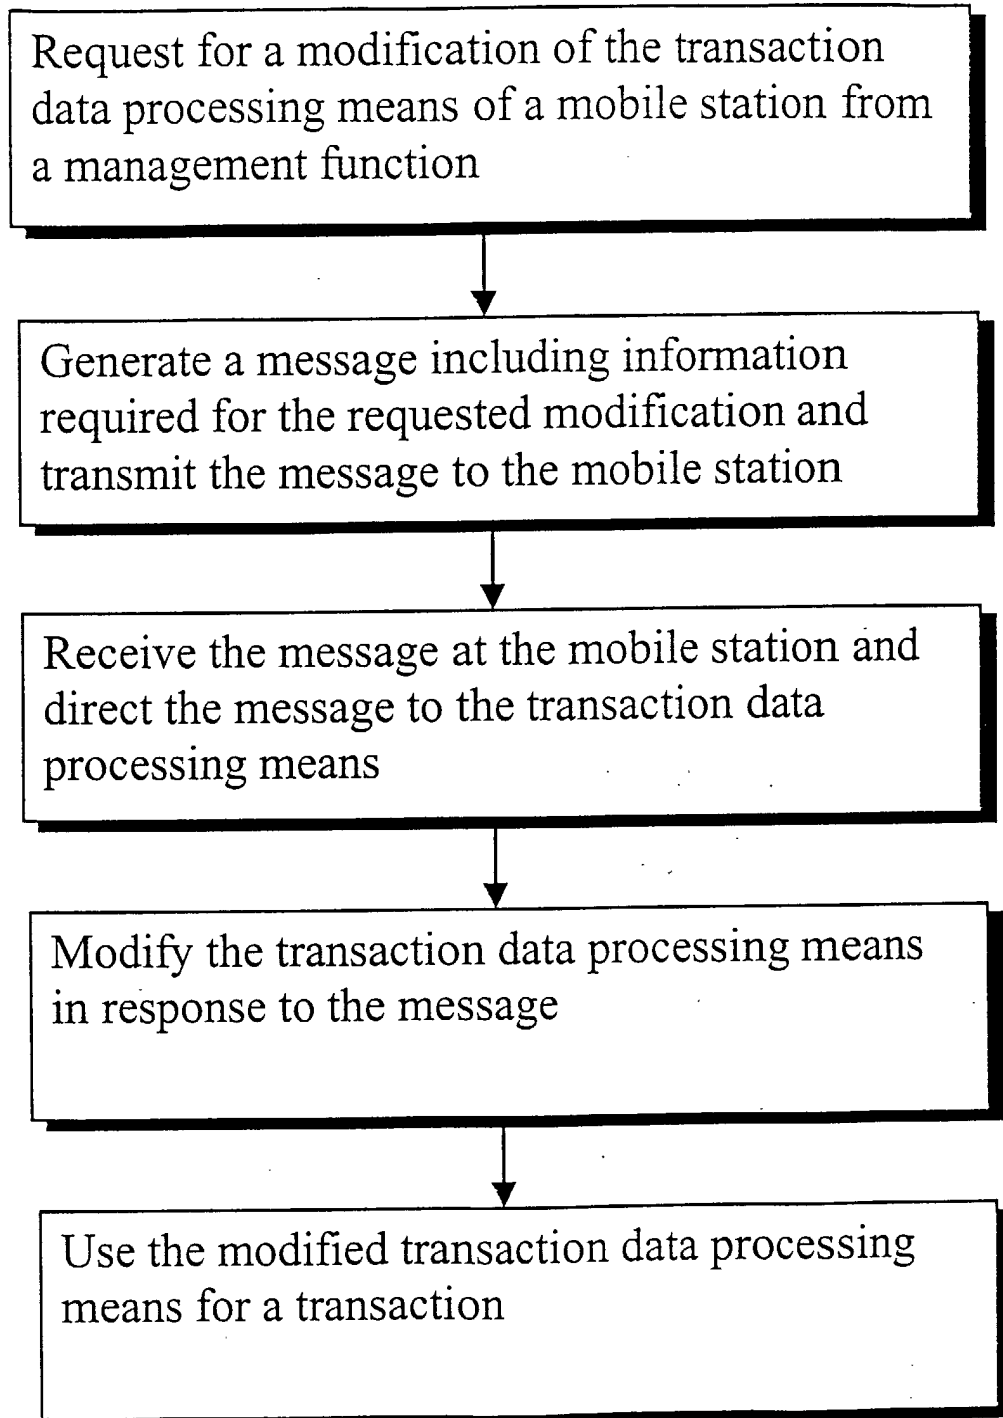 Request for a modification of the transaction
data processing means of a mobile station from
a management function
Generate a message including information
required for the requested modification and
transmit the message to the mobile station
Receive the message at the mobile station and
direct the message to the transaction data
processing means
Modify the transaction data processing means
in response to the message
Use the modified transaction data processing
means for a transaction